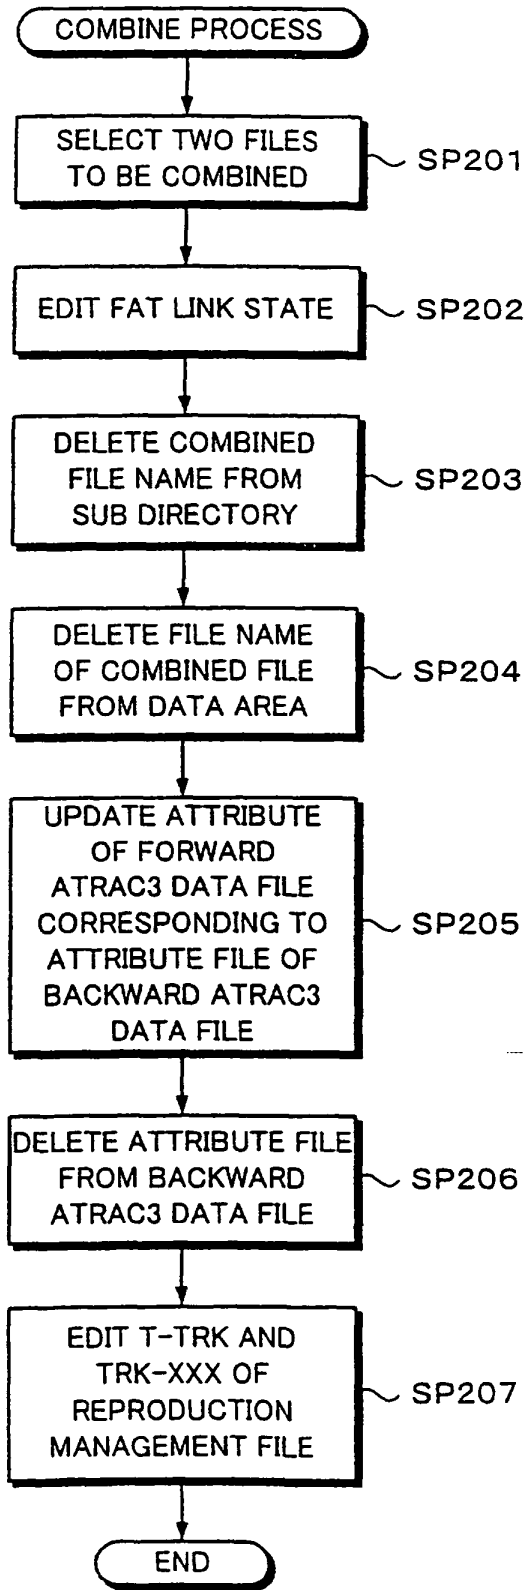 COMBINE PROCESS
SELECT TWO FILES
TO BE COMBINED
SP201
EDIT FAT LINK STATE
SP202
DELETE COMBINED
FILE NAME FROM
SUB DIRECTORY
SP203
DELETE FILE NAME
OF COMBINED FILE
FROM DATA AREA
SP204
UPDATE ATTRIBUTE
OF FORWARD
ATRAC3 DATA FILE
CORRESPONDING TO
ATTRIBUTE FILE OF
BACKWARD ATRAC3
DATA FILE
SP205
DELETE ATTRIBUTE FILE
FROM BACKWARD
ATRAC3 DATA FILE
SP206
EDIT T-TRK AND
TRK-XXX OF
REPRODUCTION
MANAGEMENT FILE
SP207
END